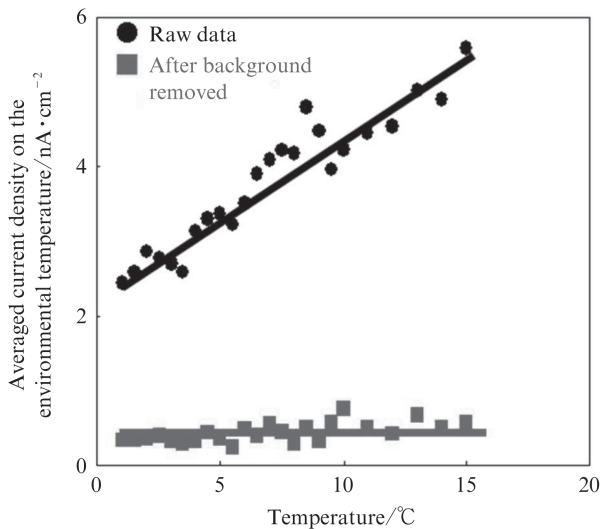 6
4
2
0
Raw data
After background
removed
Averaged current density on the
environmental temperature/nA·cm⁻²
0 5 10 15 20
Temperature/℃